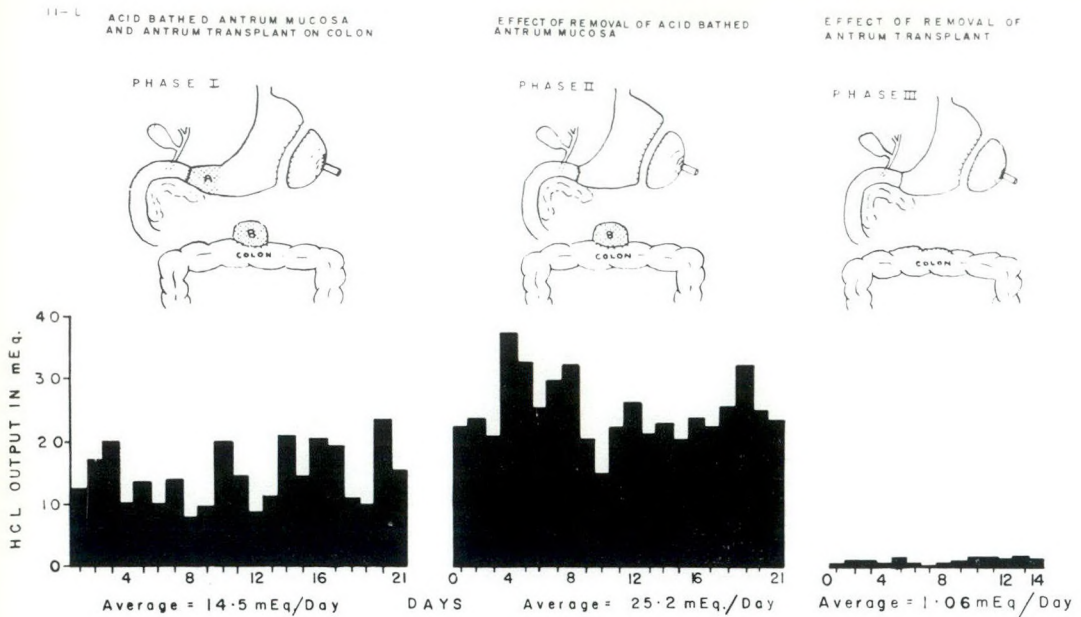 11-C
ACID BATHED ANTRUM MUCOSA
AND ANTRUM TRANSPLANT ON COLON
EFFECT OF REMOVAL OF ACID BATHED
ANTRUM MUCOSA
EFFECT OF REMOVAL OF
ANTRUM TRANSPLANT
PHASE I
PHASE II
PHASE III
A
B
COLON
B
COLON
COLON
HCL OUTPUT IN mEq.
40
30
20
10
0
4 8 12 16 21
0 4 8 12 16 21
0 4 8 12 14
Average = 14.5 mEq/Day
DAYS
Average = 25.2 mEq./Day
Average = 1.06 mEq/Day